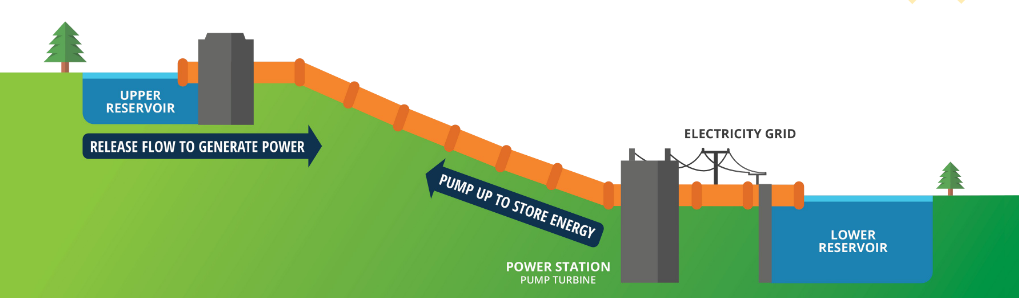 UPPER
RESERVOIR
RELEASE FLOW TO GENERATE POWER
ELECTRICITY GRID
PUMP UP TO STORE ENERGY
LOWER
RESERVOIR
POWER STATION
PUMP TURBINE